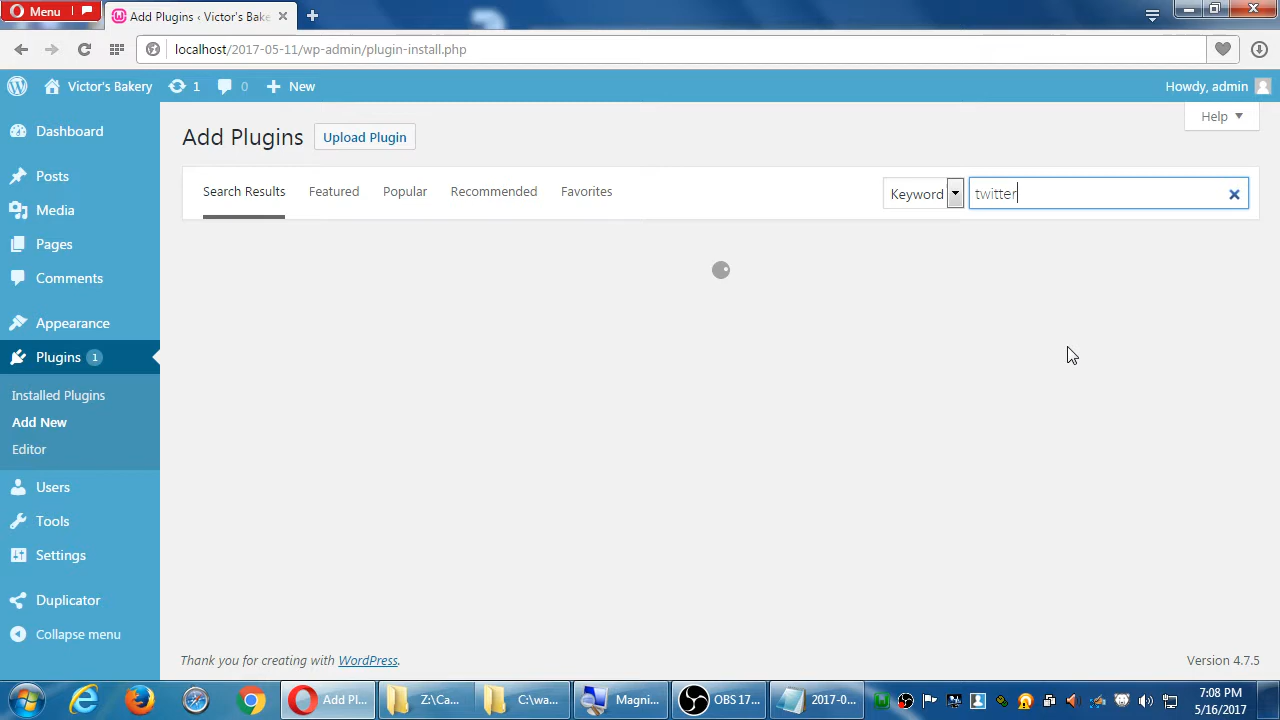 Menu
Add Plugins ‹ Victor's Bake
localhost/2017-05-11/wp-admin/plugin-install.php
Victor's Bakery 1 0 New Howdy, admin
Help
Dashboard
Posts
Media
Pages
Comments
Appearance
Plugins 1
Installed Plugins
Add New
Editor
Users
Tools
Settings
Duplicator
Collapse menu
Add Plugins Upload Plugin
Search Results Featured Popular Recommended Favorites Keyword twitter
Thank you for creating with WordPress. Version 4.7.5
Add Pl... Z:\Ca... C:\wa... Magni... OBS 17... 2017-0...
7:08 PM
5/16/2017